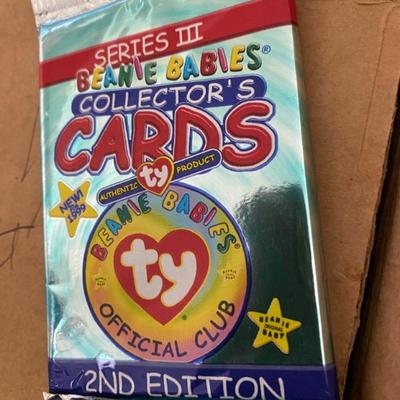 SERIES III
BEANIE BABIES®
COLLECTOR'S
CARDS
AUTHENTIC ty PRODUCT
NEW!
1999
BEANIE BABIES
ty
®
OFFICIAL CLUB
BEANIE
ORIGINAL
BABY
2ND EDITION